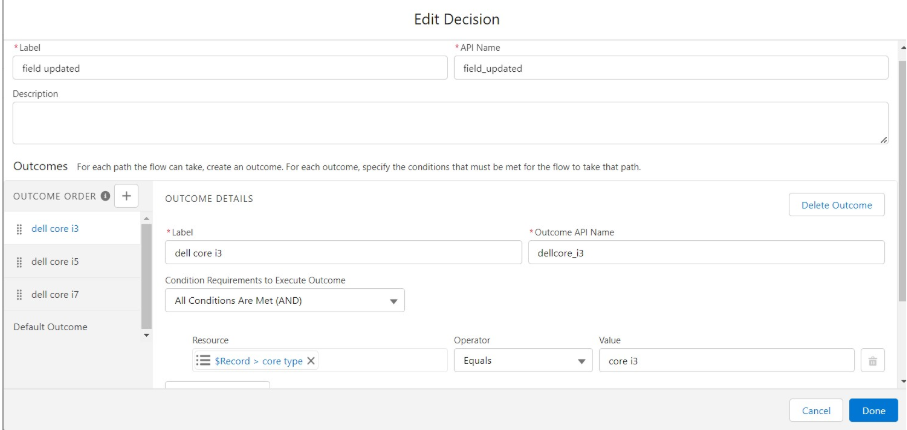 Edit Decision
* Label
* API Name
field updated
field_updated
Description
Outcomes For each path the flow can take, create an outcome. For each outcome, specify the conditions that must be met for the flow to take that path.
OUTCOME ORDER i +
OUTCOME DETAILS
Delete Outcome
dell core i3
* Label
* Outcome API Name
dell core i3
dellcore_i3
dell core i5
Condition Requirements to Execute Outcome
dell core i7
All Conditions Are Met (AND)
Default Outcome
Resource
Operator
Value
$Record > core type X
Equals
core i3
Cancel
Done